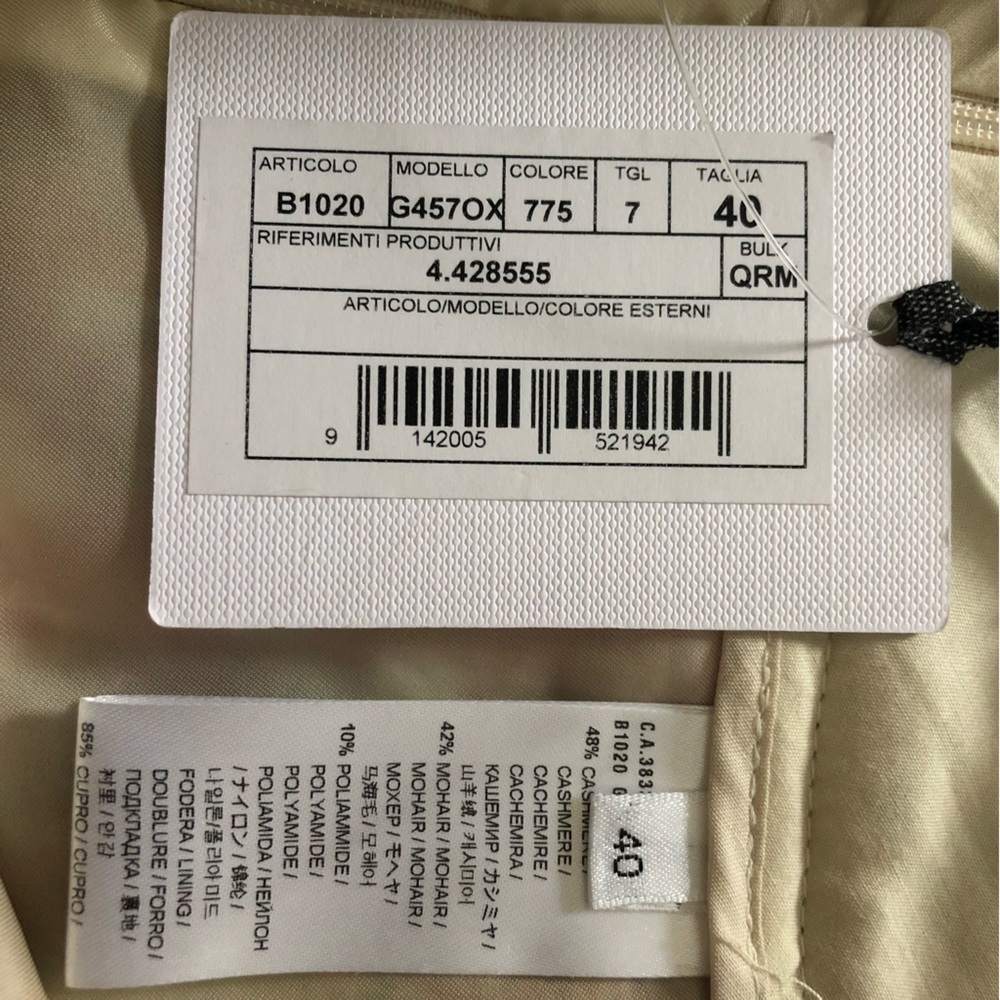 ARTICOLO MODELLO COLORE TGL TAGLIA
B1020 G457OX 775 7 40
RIFERIMENTI PRODUTTIVI BULK
4.428555 QRM
ARTICOLO/MODELLO/COLORE ESTERNI
9 142005 521942
40
C.A.383
B1020 G
48% CASHMERE/
CASHMERE /
CACHEMIRE /
CACHEMIRA /
КАШЕМИР / カシミヤ /
山羊绒 / 캐시미어
42% MOHAIR / MOHAIR /
MOHAIR / MOHAIR /
МОХЕР / モヘヤ /
马海毛 / 모헤어
10% POLIAMMIDE /
POLYAMIDE /
POLYAMIDE /
POLIAMIDA / НЕЙЛОН
/ ナイロン / 锦纶 /
나일론/폴리아미드
FODERA / LINING /
DOUBLURE / FORRO /
ПОДКЛАДКА / 裏地 /
衬里 / 안감
85% CUPRO / CUPRO /